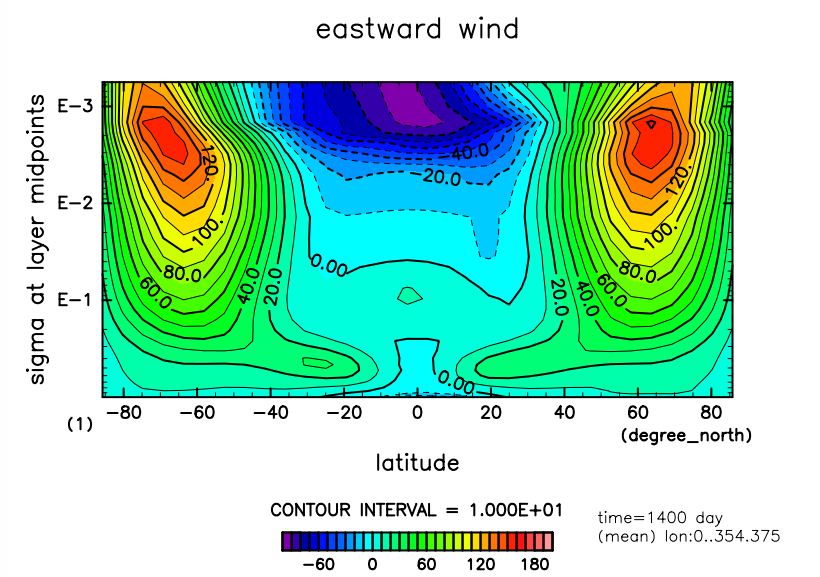 eastward wind
sigma at layer midpoints
E-3
E-2
E-1
(1)
120.
100.
80.0
60.0
40.0
20.0
0.00
-40.0
-20.0
0.00
20.0
40.0
60.0
80.0
100.
120.
-80 -60 -40 -20 0 20 40 60 80
(degree_north)
latitude
CONTOUR INTERVAL = 1.000E+01
-60 0 60 120 180
time=1400 day
(mean) lon:0..354.375